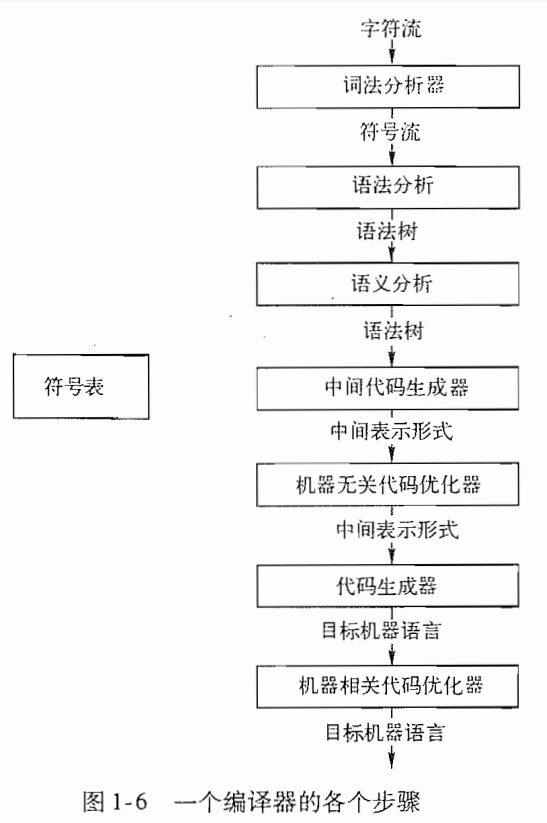 字符流
词法分析器
符号流
语法分析
语法树
语义分析
语法树
符号表
中间代码生成器
中间表示形式
机器无关代码优化器
中间表示形式
代码生成器
目标机器语言
机器相关代码优化器
目标机器语言
图 1-6 一个编译器的各个步骤